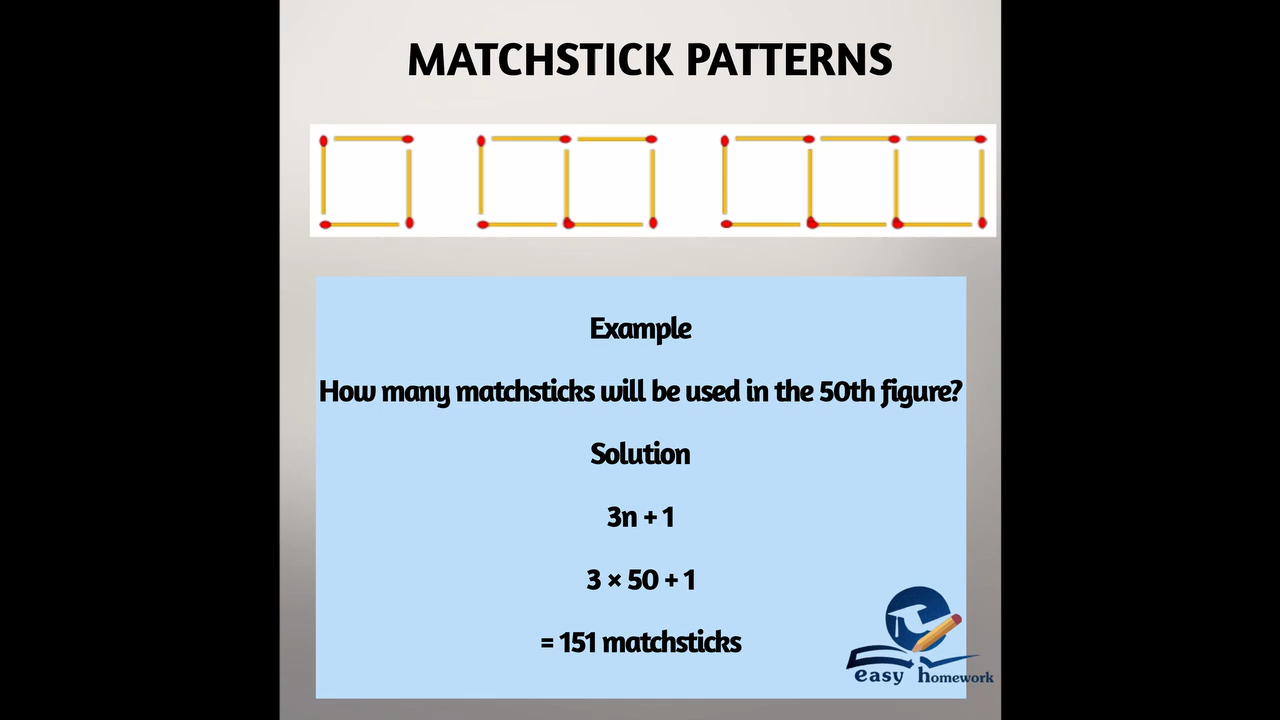 MATCHSTICK PATTERNS
Example
How many matchsticks will be used in the 50th figure?
Solution
3n + 1
3 × 50 + 1
= 151 matchsticks
easy homework